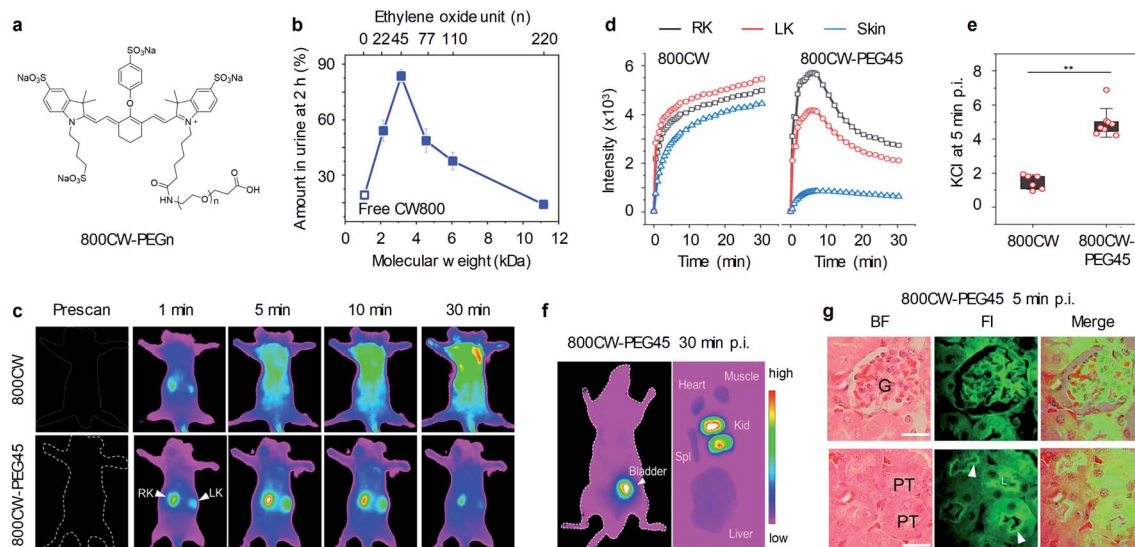 a
SO₃Na
NaO₃S
SO₃Na
O
N
N⁺
NaO₃S
O
HN
O
n
O
OH
800CW-PEGn
b
Ethylene oxide unit (n)
0 22 45 77 110 220
Amount in urine at 2 h (%)
90
60
30
Free CW800
0 2 4 6 8 10 12
Molecular weight (kDa)
d
RK LK Skin
800CW 800CW-PEG45
Intensity (x10³)
6
4
2
0
0 10 20 30 0 10 20 30
Time (min) Time (min)
e
**
KCI at 5 min p.i.
8
6
4
2
0
800CW 800CW-
PEG45
c
Prescan 1 min 5 min 10 min 30 min
800CW
800CW-PEG45
RK LK
f
800CW-PEG45 30 min p.i.
Bladder
Heart Muscle
Kid
Spl
Liver
high
low
g
800CW-PEG45 5 min p.i.
BF FI Merge
G
PT
PT
L